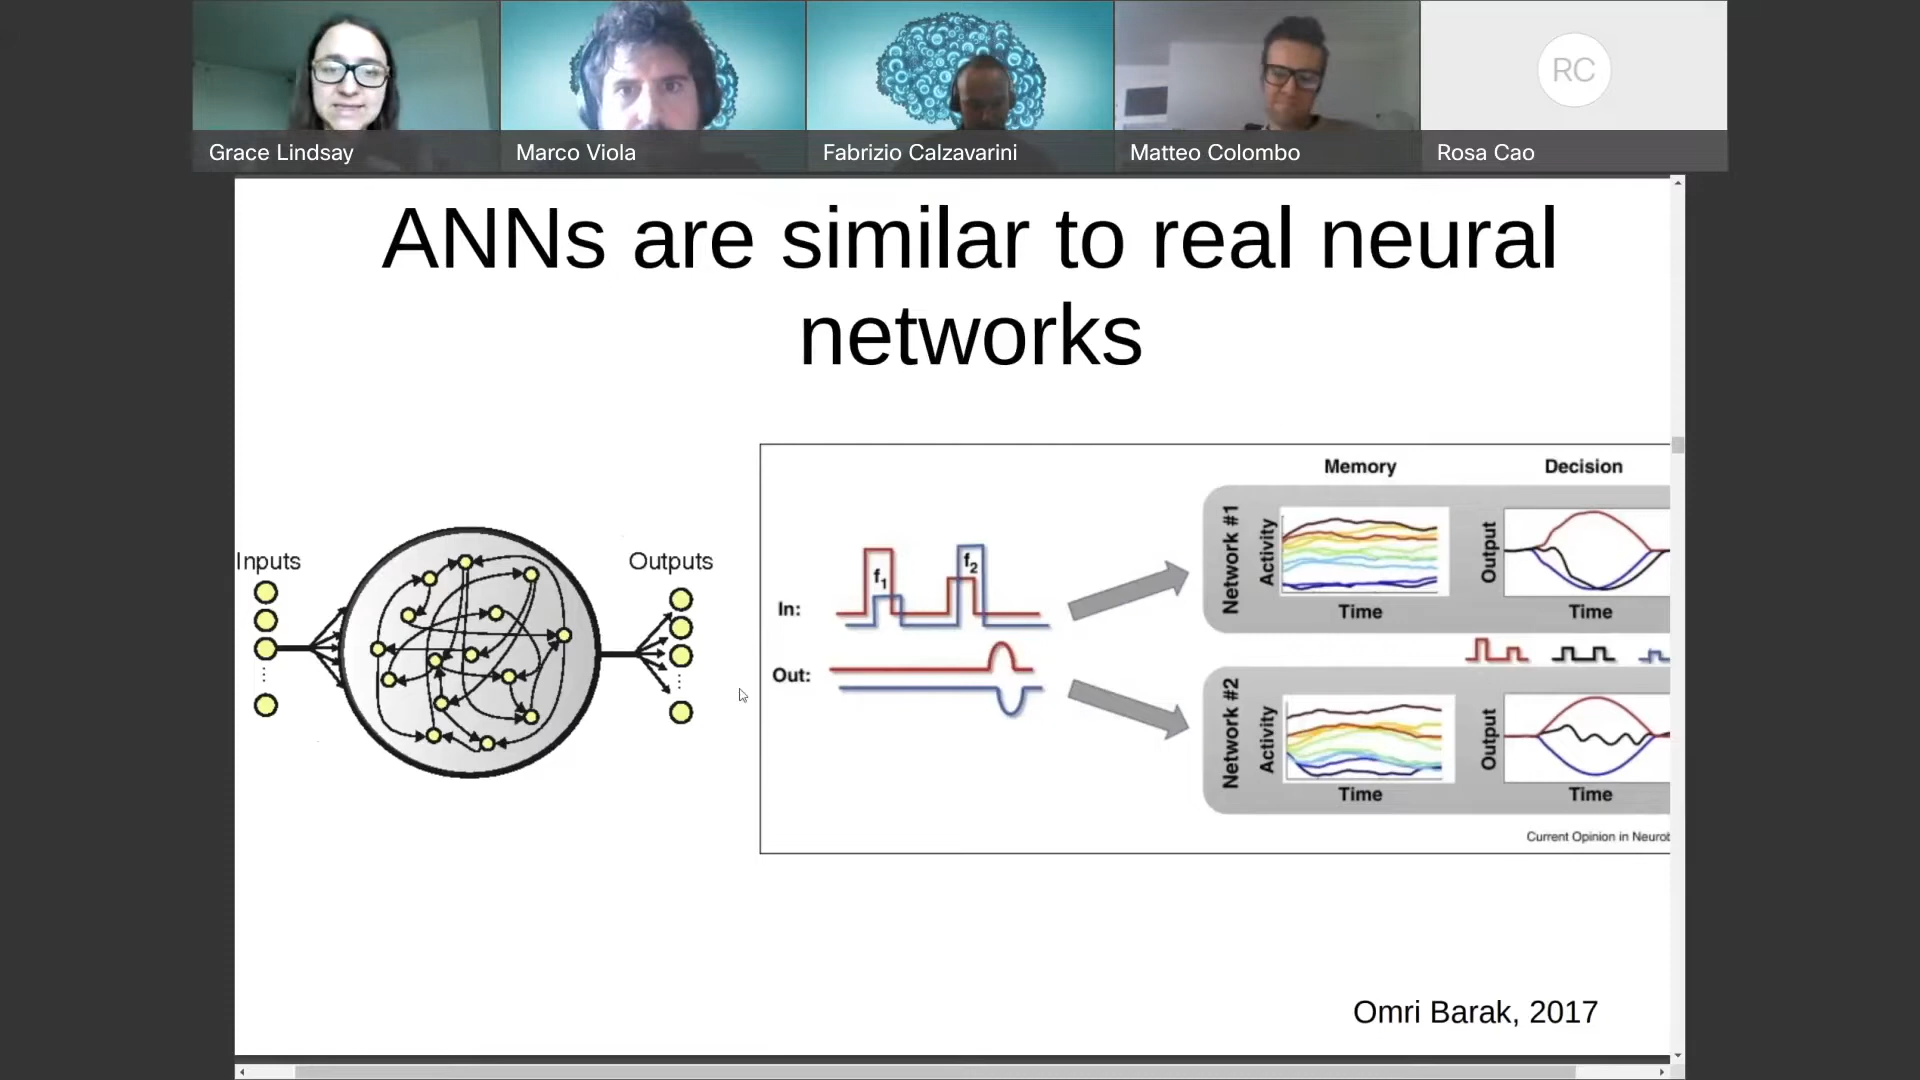 RC
Grace Lindsay
Marco Viola
Fabrizio Calzavarini
Matteo Colombo
Rosa Cao
ANNs are similar to real neural
networks
Inputs
Outputs
In:
f1
f2
Out:
Memory
Decision
Network #1
Activity
Time
Output
Time
Network #2
Activity
Time
Output
Time
Current Opinion in Neurob
Omri Barak, 2017